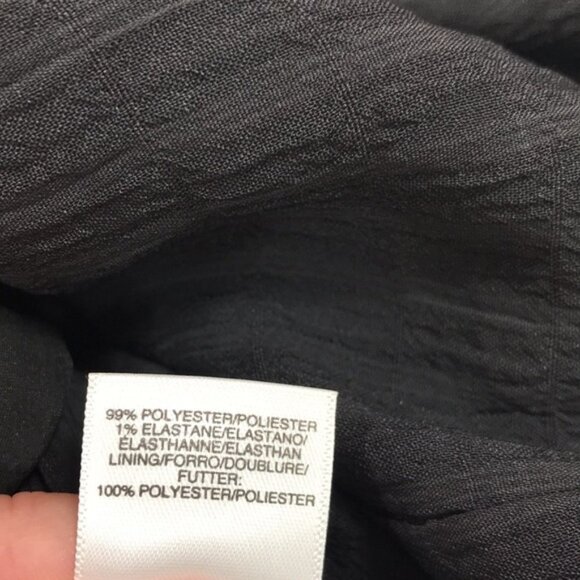 99% POLYESTER/POLIESTER
1% ELASTANE/ELASTANO/
ÉLASTHANNE/ELASTHAN
LINING/FORRO/DOUBLURE/
FUTTER:
100% POLYESTER/POLIESTER